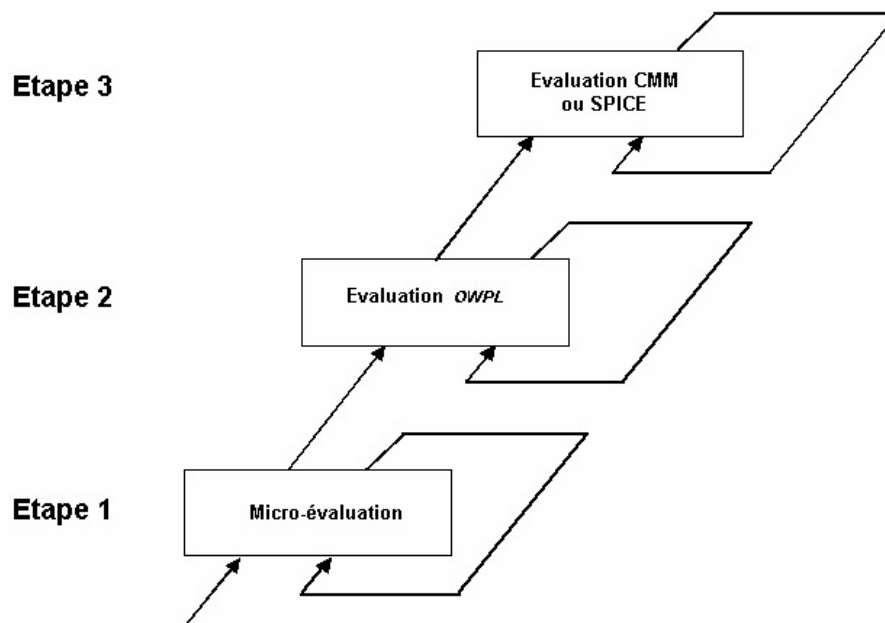 Etape 3
Evaluation CMM
ou SPICE
Etape 2
Evaluation OWPL
Etape 1
Micro-évaluation